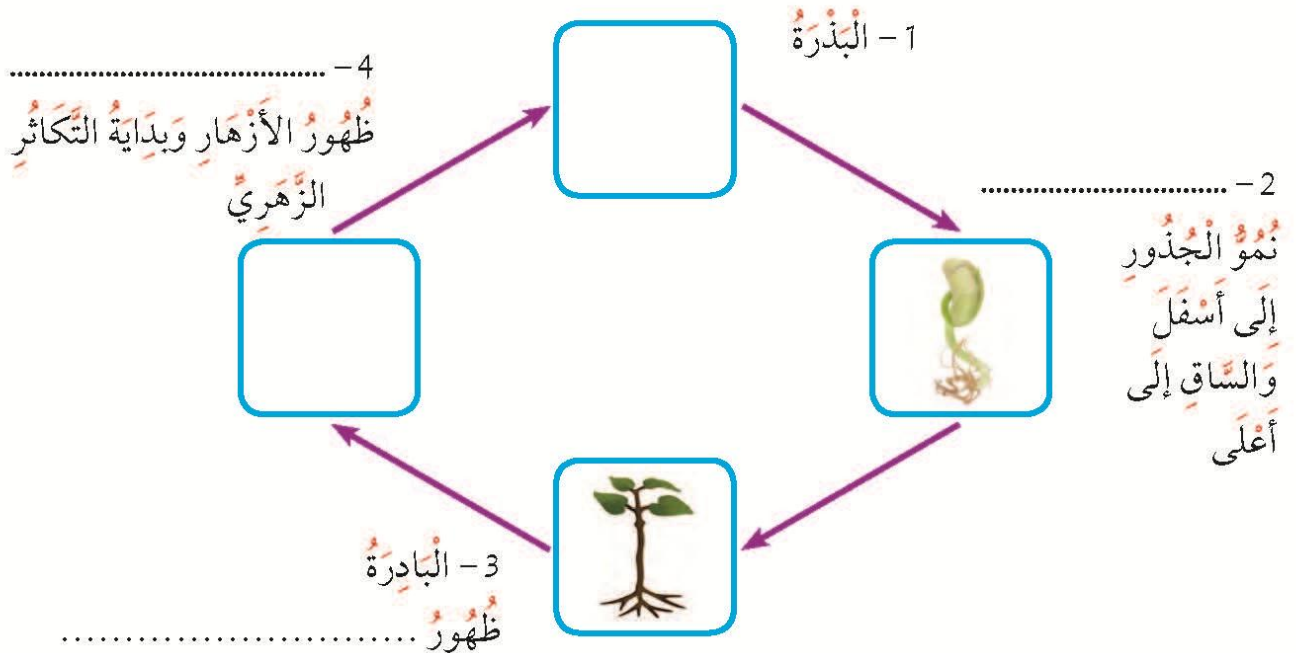 1 – الْبَذْرَةُ
2 – ..............................
نُمُوُّ الْجُذُورِ
إِلَى أَسْفَلَ
وَالسَّاقِ إِلَى
أَعْلَى
3 – الْبَادِرَةُ
ظُهُورُ ............................
4 – ........................................
ظُهُورُ الأَزْهَارِ وَبِدَايَةُ التَّكَاثُرِ
الزَّهَرِيِّ